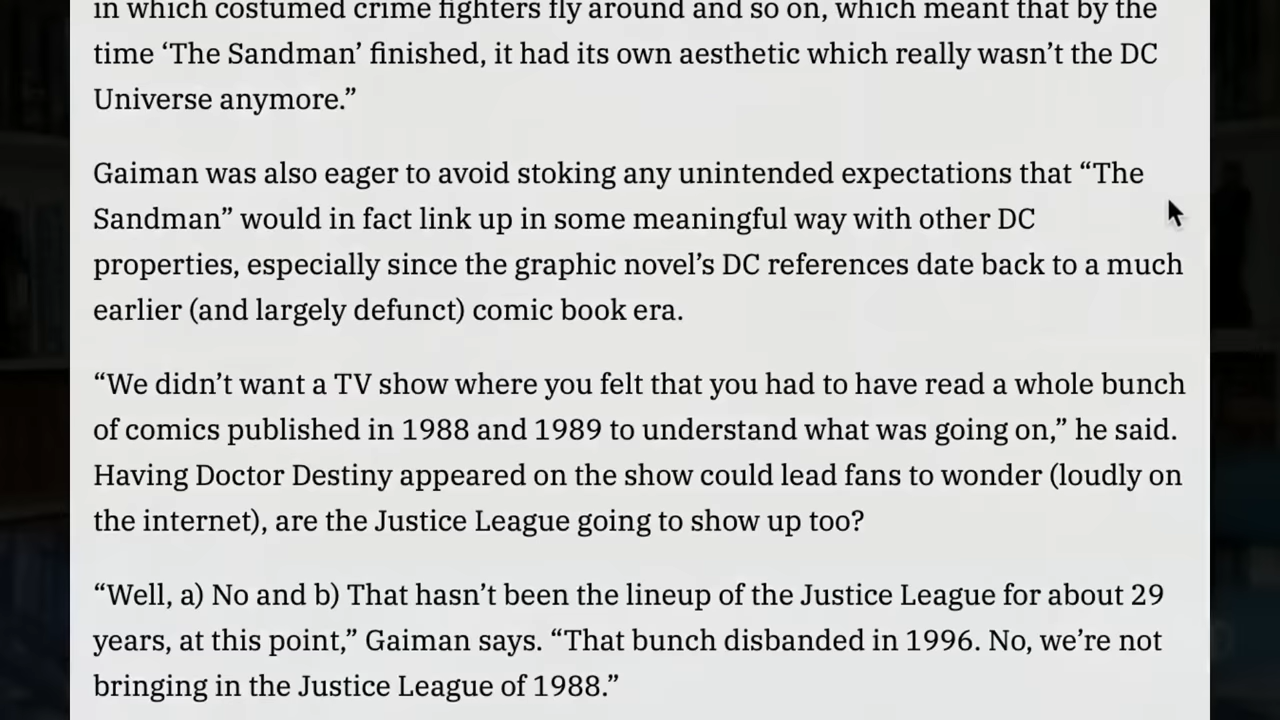 in which costumed crime fighters fly around and so on, which meant that by the
time ‘The Sandman’ finished, it had its own aesthetic which really wasn’t the DC
Universe anymore.”
Gaiman was also eager to avoid stoking any unintended expectations that “The
Sandman” would in fact link up in some meaningful way with other DC
properties, especially since the graphic novel’s DC references date back to a much
earlier (and largely defunct) comic book era.
“We didn’t want a TV show where you felt that you had to have read a whole bunch
of comics published in 1988 and 1989 to understand what was going on,” he said.
Having Doctor Destiny appeared on the show could lead fans to wonder (loudly on
the internet), are the Justice League going to show up too?
“Well, a) No and b) That hasn’t been the lineup of the Justice League for about 29
years, at this point,” Gaiman says. “That bunch disbanded in 1996. No, we’re not
bringing in the Justice League of 1988.”